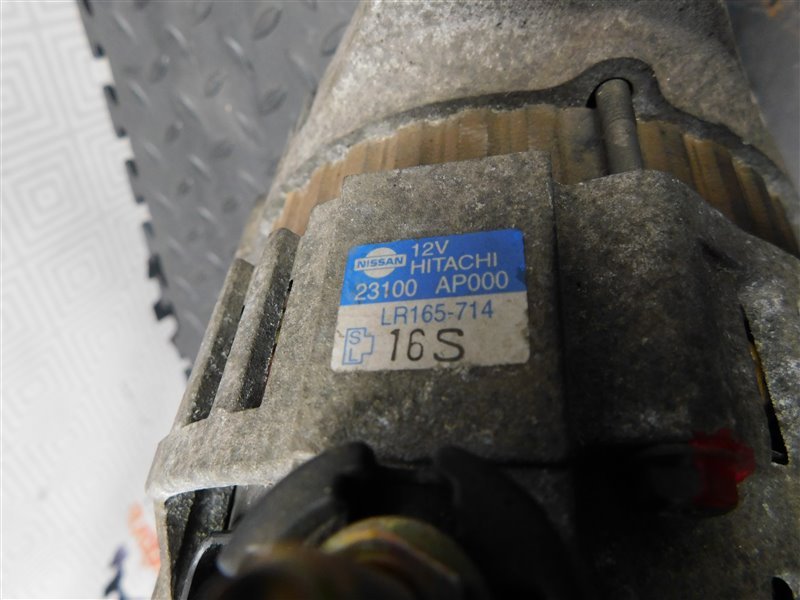 12V
NISSAN HITACHI
23100 AP000
LR165-714
S L 16S